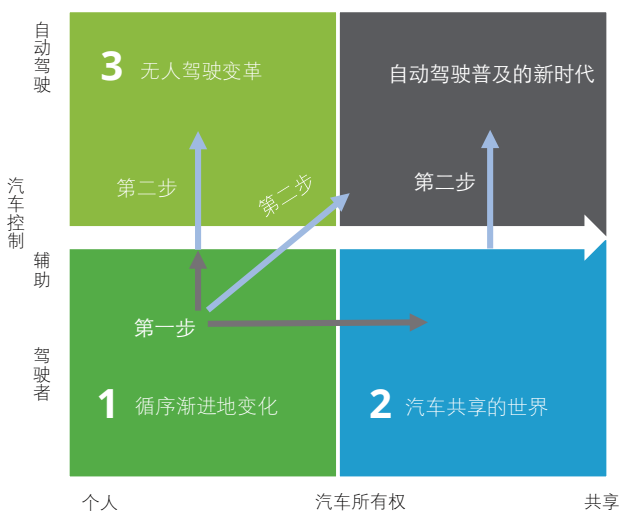 自动驾驶
3 无人驾驶变革
自动驾驶普及的新时代
第二步
第二步
第二步
汽车控制
辅助
第一步
驾驶者
1 循序渐进地变化
2 汽车共享的世界
个人
汽车所有权
共享